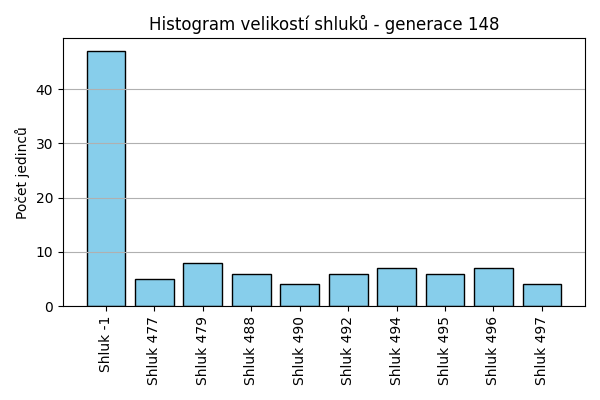 Histogram velikostí shluků - generace 148
Počet jedinců
40
30
20
10
0
Shluk -1
Shluk 477
Shluk 479
Shluk 488
Shluk 490
Shluk 492
Shluk 494
Shluk 495
Shluk 496
Shluk 497